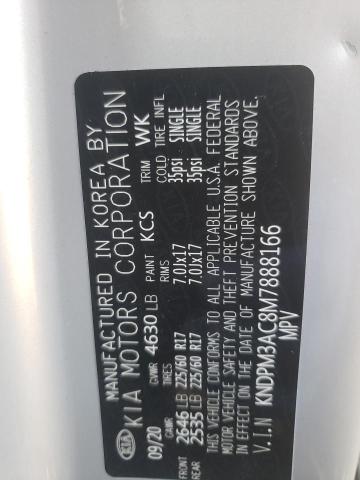 MANUFACTURED IN KOREA BY
KIA KIA MOTORS CORPORATION
09/20 GVWR 4630 LB PAINT KCS TRIM WK
GAWR TIRES RIMS COLD TIRE INFL
FRONT 2646 LB 225/60 R17 7.0Jx17 35psi SINGLE
REAR 2535 LB 225/60 R17 7.0Jx17 35psi SINGLE
THIS VEHICLE CONFORMS TO ALL APPLICABLE U.S.A. FEDERAL
MOTOR VEHICLE SAFETY AND THEFT PREVENTION STANDARDS
IN EFFECT ON THE DATE OF MANUFACTURE SHOWN ABOVE.
V.I.N KNDPM3AC8M7888166
MPV